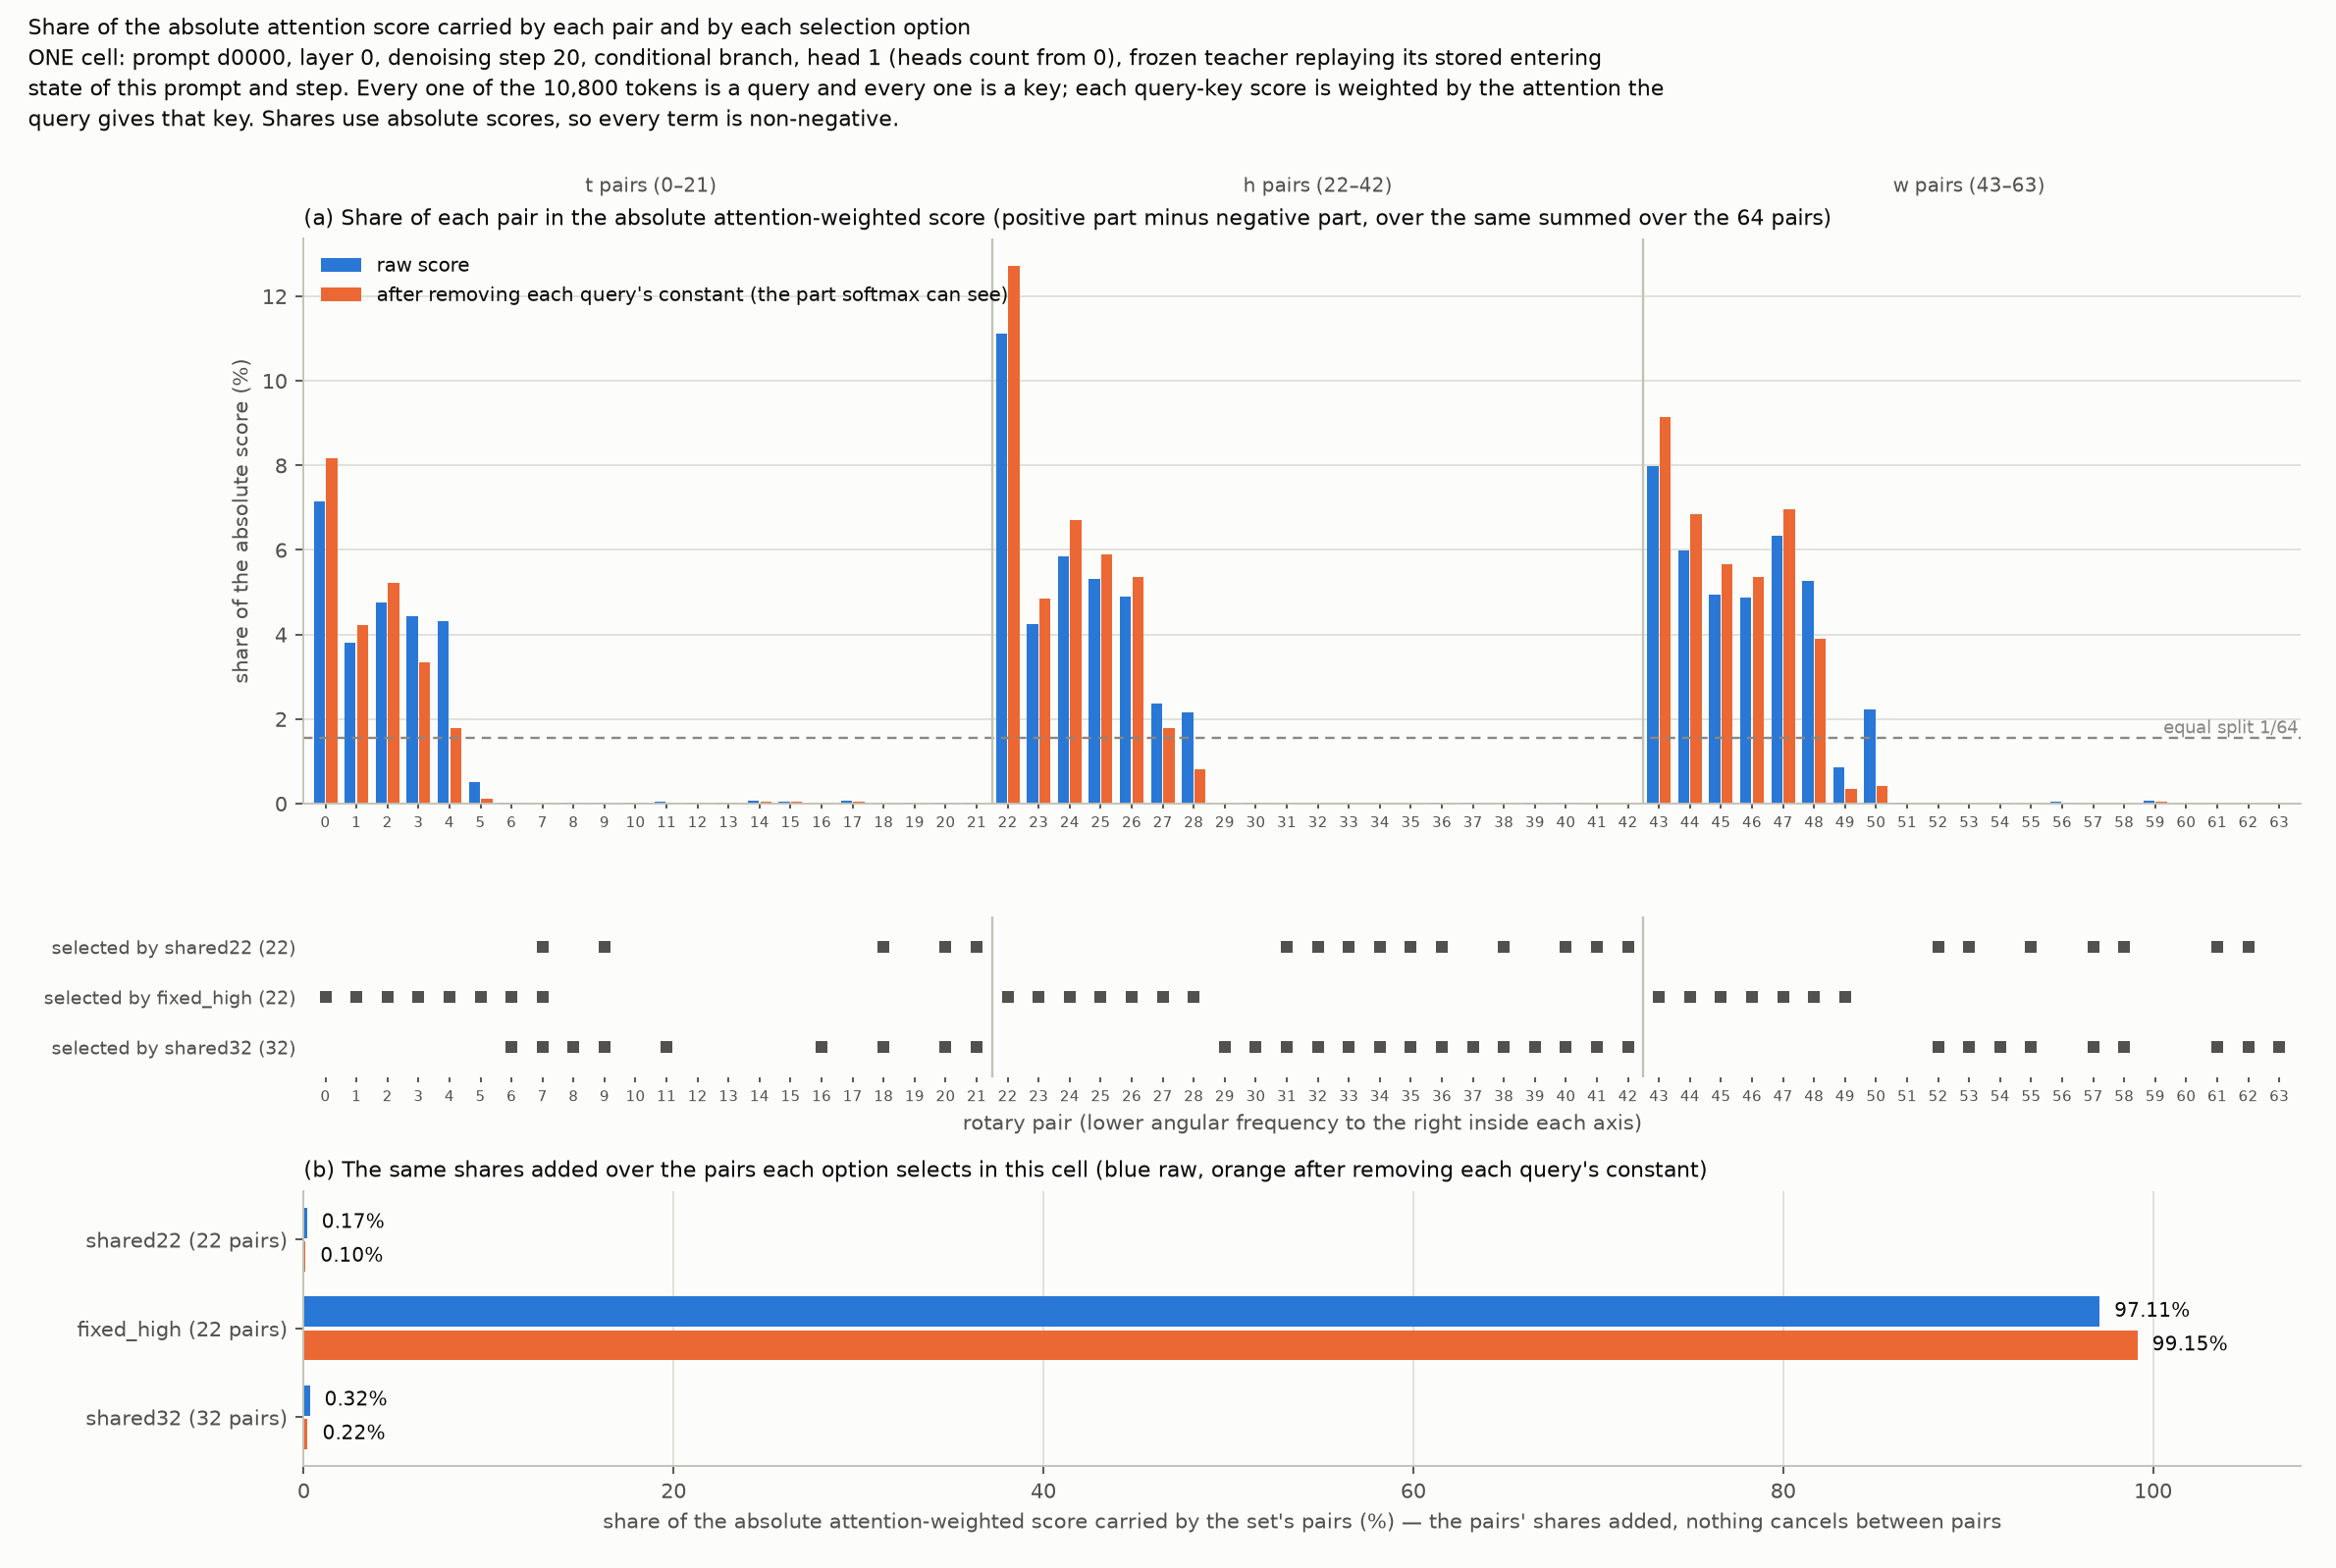 Share of the absolute attention score carried by each pair and by each selection option
ONE cell: prompt d0000, layer 0, denoising step 20, conditional branch, head 1 (heads count from 0), frozen teacher replaying its stored entering
state of this prompt and step. Every one of the 10,800 tokens is a query and every one is a key; each query-key score is weighted by the attention the
query gives that key. Shares use absolute scores, so every term is non-negative.
t pairs (0–21) h pairs (22–42) w pairs (43–63)
(a) Share of each pair in the absolute attention-weighted score (positive part minus negative part, over the same summed over the 64 pairs)
raw score
after removing each query's constant (the part softmax can see)
share of the absolute score (%)
12
10
8
6
4
2
0
equal split 1/64
0 1 2 3 4 5 6 7 8 9 10 11 12 13 14 15 16 17 18 19 20 21 22 23 24 25 26 27 28 29 30 31 32 33 34 35 36 37 38 39 40 41 42 43 44 45 46 47 48 49 50 51 52 53 54 55 56 57 58 59 60 61 62 63
selected by shared22 (22)
selected by fixed_high (22)
selected by shared32 (32)
0 1 2 3 4 5 6 7 8 9 10 11 12 13 14 15 16 17 18 19 20 21 22 23 24 25 26 27 28 29 30 31 32 33 34 35 36 37 38 39 40 41 42 43 44 45 46 47 48 49 50 51 52 53 54 55 56 57 58 59 60 61 62 63
rotary pair (lower angular frequency to the right inside each axis)
(b) The same shares added over the pairs each option selects in this cell (blue raw, orange after removing each query's constant)
shared22 (22 pairs)
0.17%
0.10%
fixed_high (22 pairs)
97.11%
99.15%
shared32 (32 pairs)
0.32%
0.22%
0 20 40 60 80 100
share of the absolute attention-weighted score carried by the set's pairs (%) — the pairs' shares added, nothing cancels between pairs